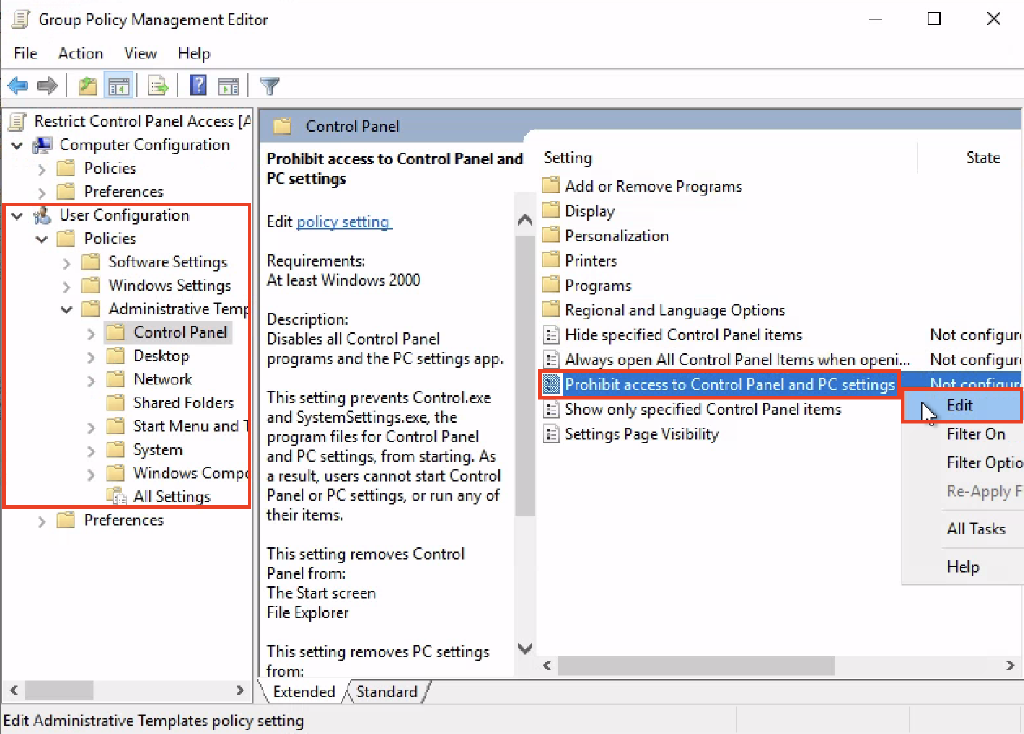 Group Policy Management Editor
File Action View Help
Restrict Control Panel Access [A
Computer Configuration
Policies
Preferences
User Configuration
Policies
Software Settings
Windows Settings
Administrative Temp
Control Panel
Desktop
Network
Shared Folders
Start Menu and T
System
Windows Compo
All Settings
Preferences
Control Panel
Prohibit access to Control Panel and
PC settings
Edit policy setting
Requirements:
At least Windows 2000
Description:
Disables all Control Panel
programs and the PC settings app.
This setting prevents Control.exe
and SystemSettings.exe, the
program files for Control Panel
and PC settings, from starting. As
a result, users cannot start Control
Panel or PC settings, or run any of
their items.
This setting removes Control
Panel from:
The Start screen
File Explorer
This setting removes PC settings
from:
Setting State
Add or Remove Programs
Display
Personalization
Printers
Programs
Regional and Language Options
Hide specified Control Panel items Not configure
Always open All Control Panel Items when openi... Not configure
Prohibit access to Control Panel and PC settings Not configure
Show only specified Control Panel items
Settings Page Visibility
Edit
Filter On
Filter Optio
Re-Apply F
All Tasks
Help
Extended Standard
Edit Administrative Templates policy setting